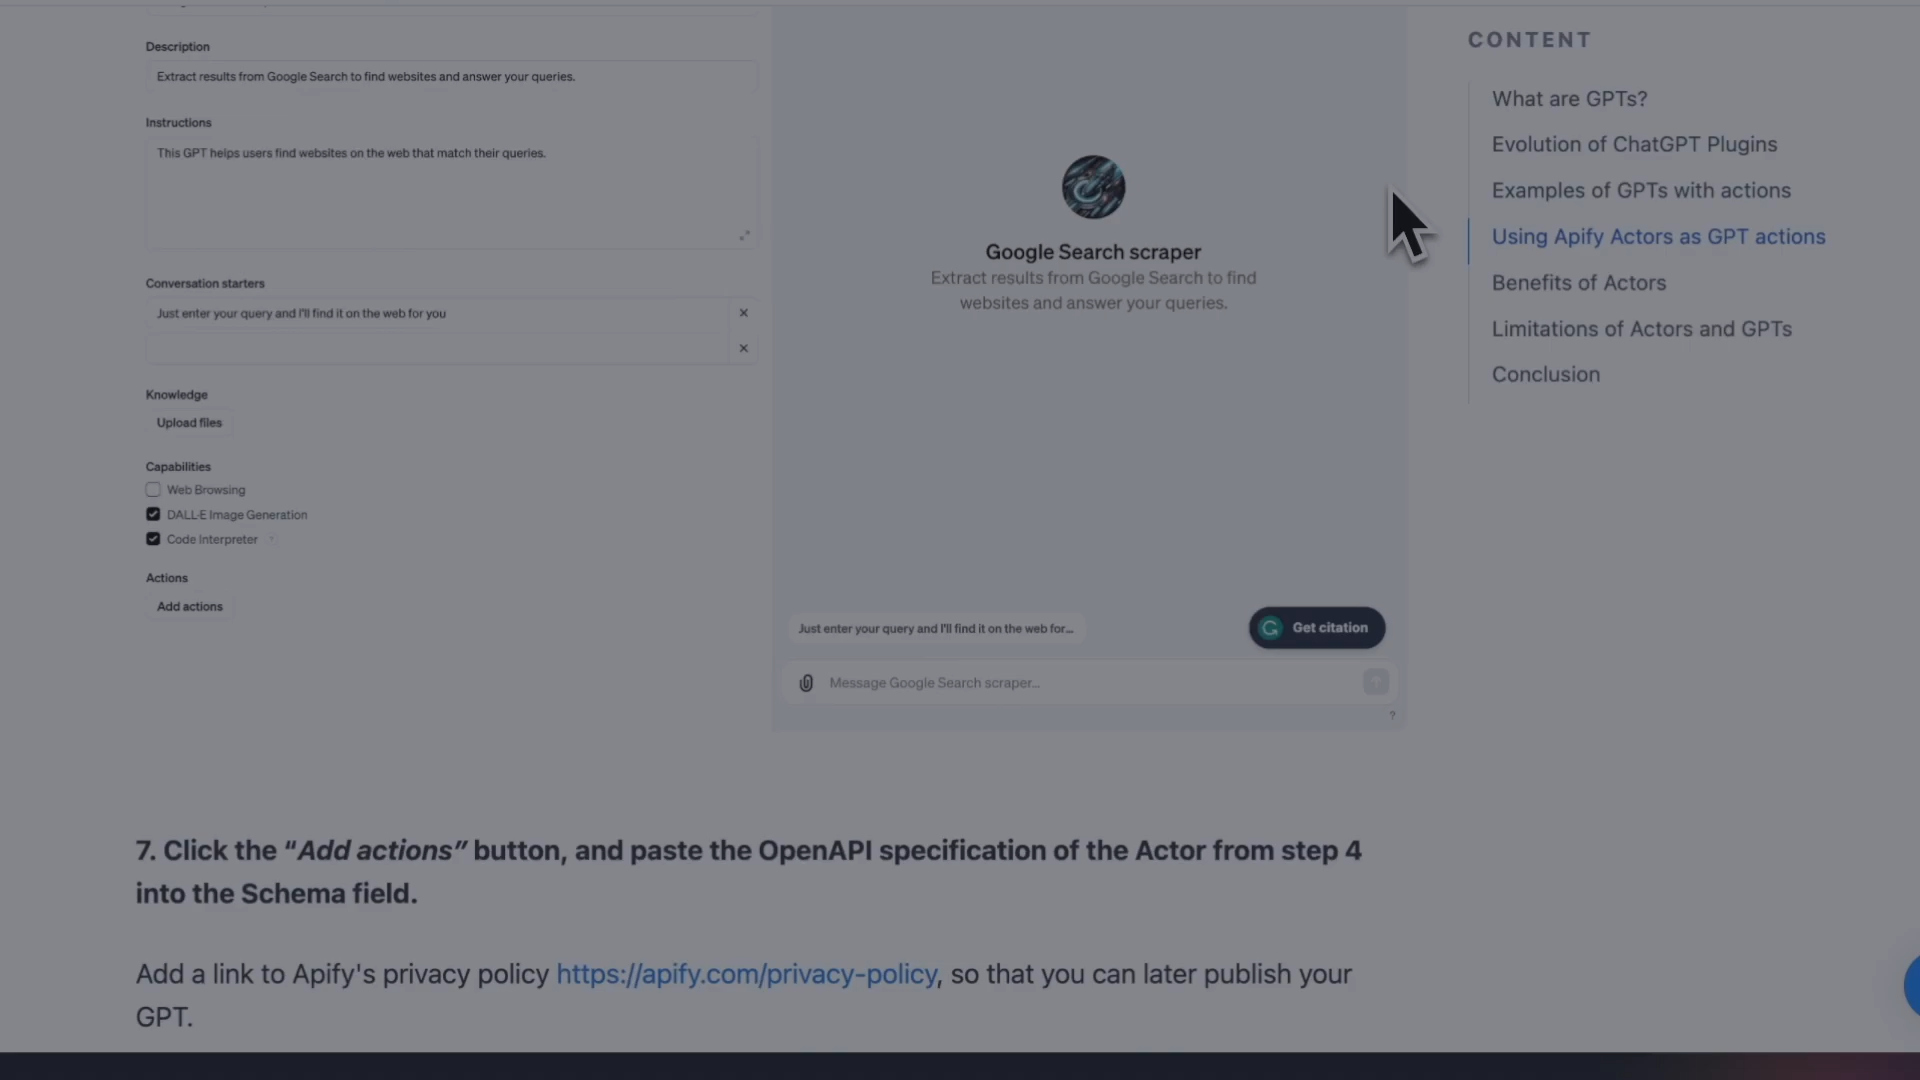 Description
Extract results from Google Search to find websites and answer your queries.
Instructions
This GPT helps users find websites on the web that match their queries.
Conversation starters
Just enter your query and I'll find it on the web for you
Knowledge
Upload files
Capabilities
Web Browsing
DALL·E Image Generation
Code Interpreter ?
Actions
Add actions
Google Search scraper
Extract results from Google Search to find
websites and answer your queries.
Just enter your query and I'll find it on the web for...
Get citation
Message Google Search scraper...
?
CONTENT
What are GPTs?
Evolution of ChatGPT Plugins
Examples of GPTs with actions
Using Apify Actors as GPT actions
Benefits of Actors
Limitations of Actors and GPTs
Conclusion
7. Click the “Add actions” button, and paste the OpenAPI specification of the Actor from step 4
into the Schema field.
Add a link to Apify's privacy policy https://apify.com/privacy-policy, so that you can later publish your
GPT.